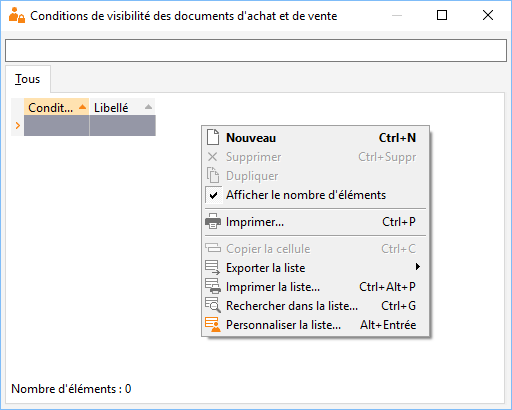 Conditions de visibilité des documents d'achat et de vente
Tous
Condit... Libellé
Nouveau Ctrl+N
Supprimer Ctrl+Suppr
Dupliquer
Afficher le nombre d'éléments
Imprimer... Ctrl+P
Copier la cellule Ctrl+C
Exporter la liste
Imprimer la liste... Ctrl+Alt+P
Rechercher dans la liste... Ctrl+G
Personnaliser la liste... Alt+Entrée
Nombre d'éléments : 0